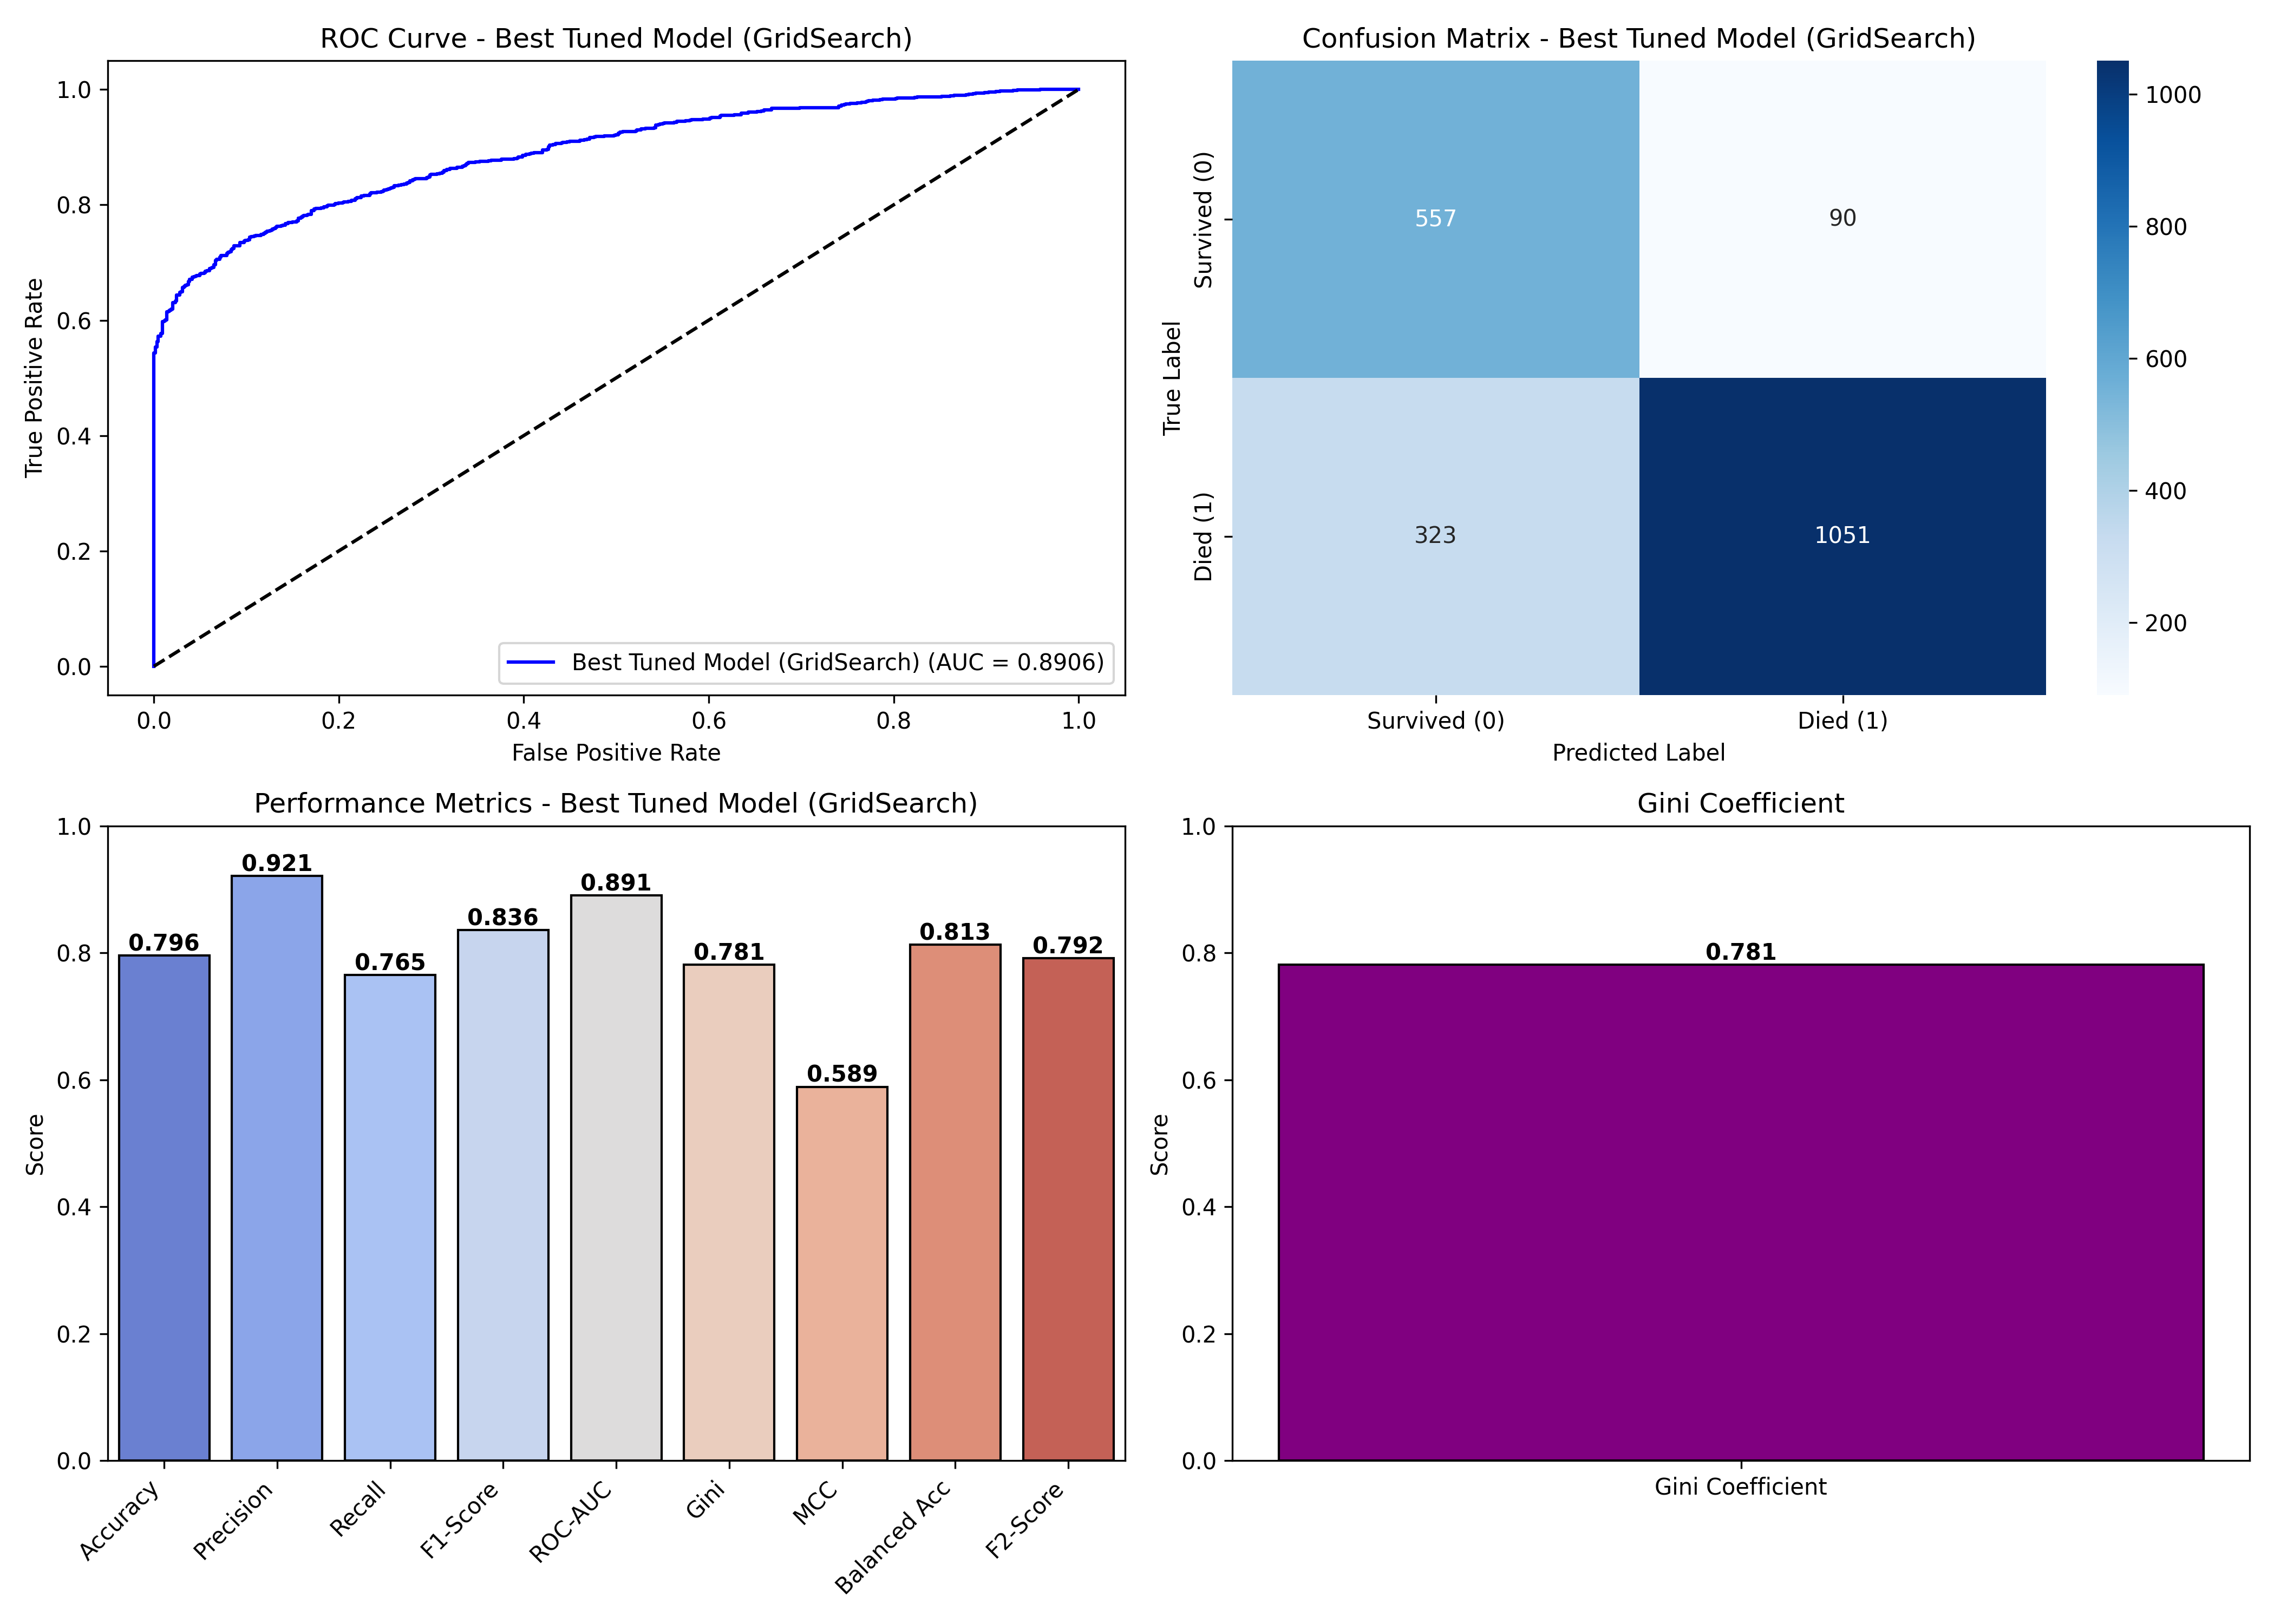 ROC Curve - Best Tuned Model (GridSearch)
True Positive Rate
1.0
0.8
0.6
0.4
0.2
0.0
Best Tuned Model (GridSearch) (AUC = 0.8906)
0.0 0.2 0.4 0.6 0.8 1.0
False Positive Rate
Confusion Matrix - Best Tuned Model (GridSearch)
True Label
Survived (0)
557 90
Died (1)
323 1051
Survived (0) Died (1)
Predicted Label
1000
800
600
400
200
Performance Metrics - Best Tuned Model (GridSearch)
Score
1.0
0.8
0.6
0.4
0.2
0.0
0.796 0.921 0.765 0.836 0.891 0.781 0.589 0.813 0.792
Accuracy Precision Recall F1-Score ROC-AUC Gini MCC Balanced Acc F2-Score
Gini Coefficient
Score
1.0
0.8
0.6
0.4
0.2
0.0
0.781
Gini Coefficient